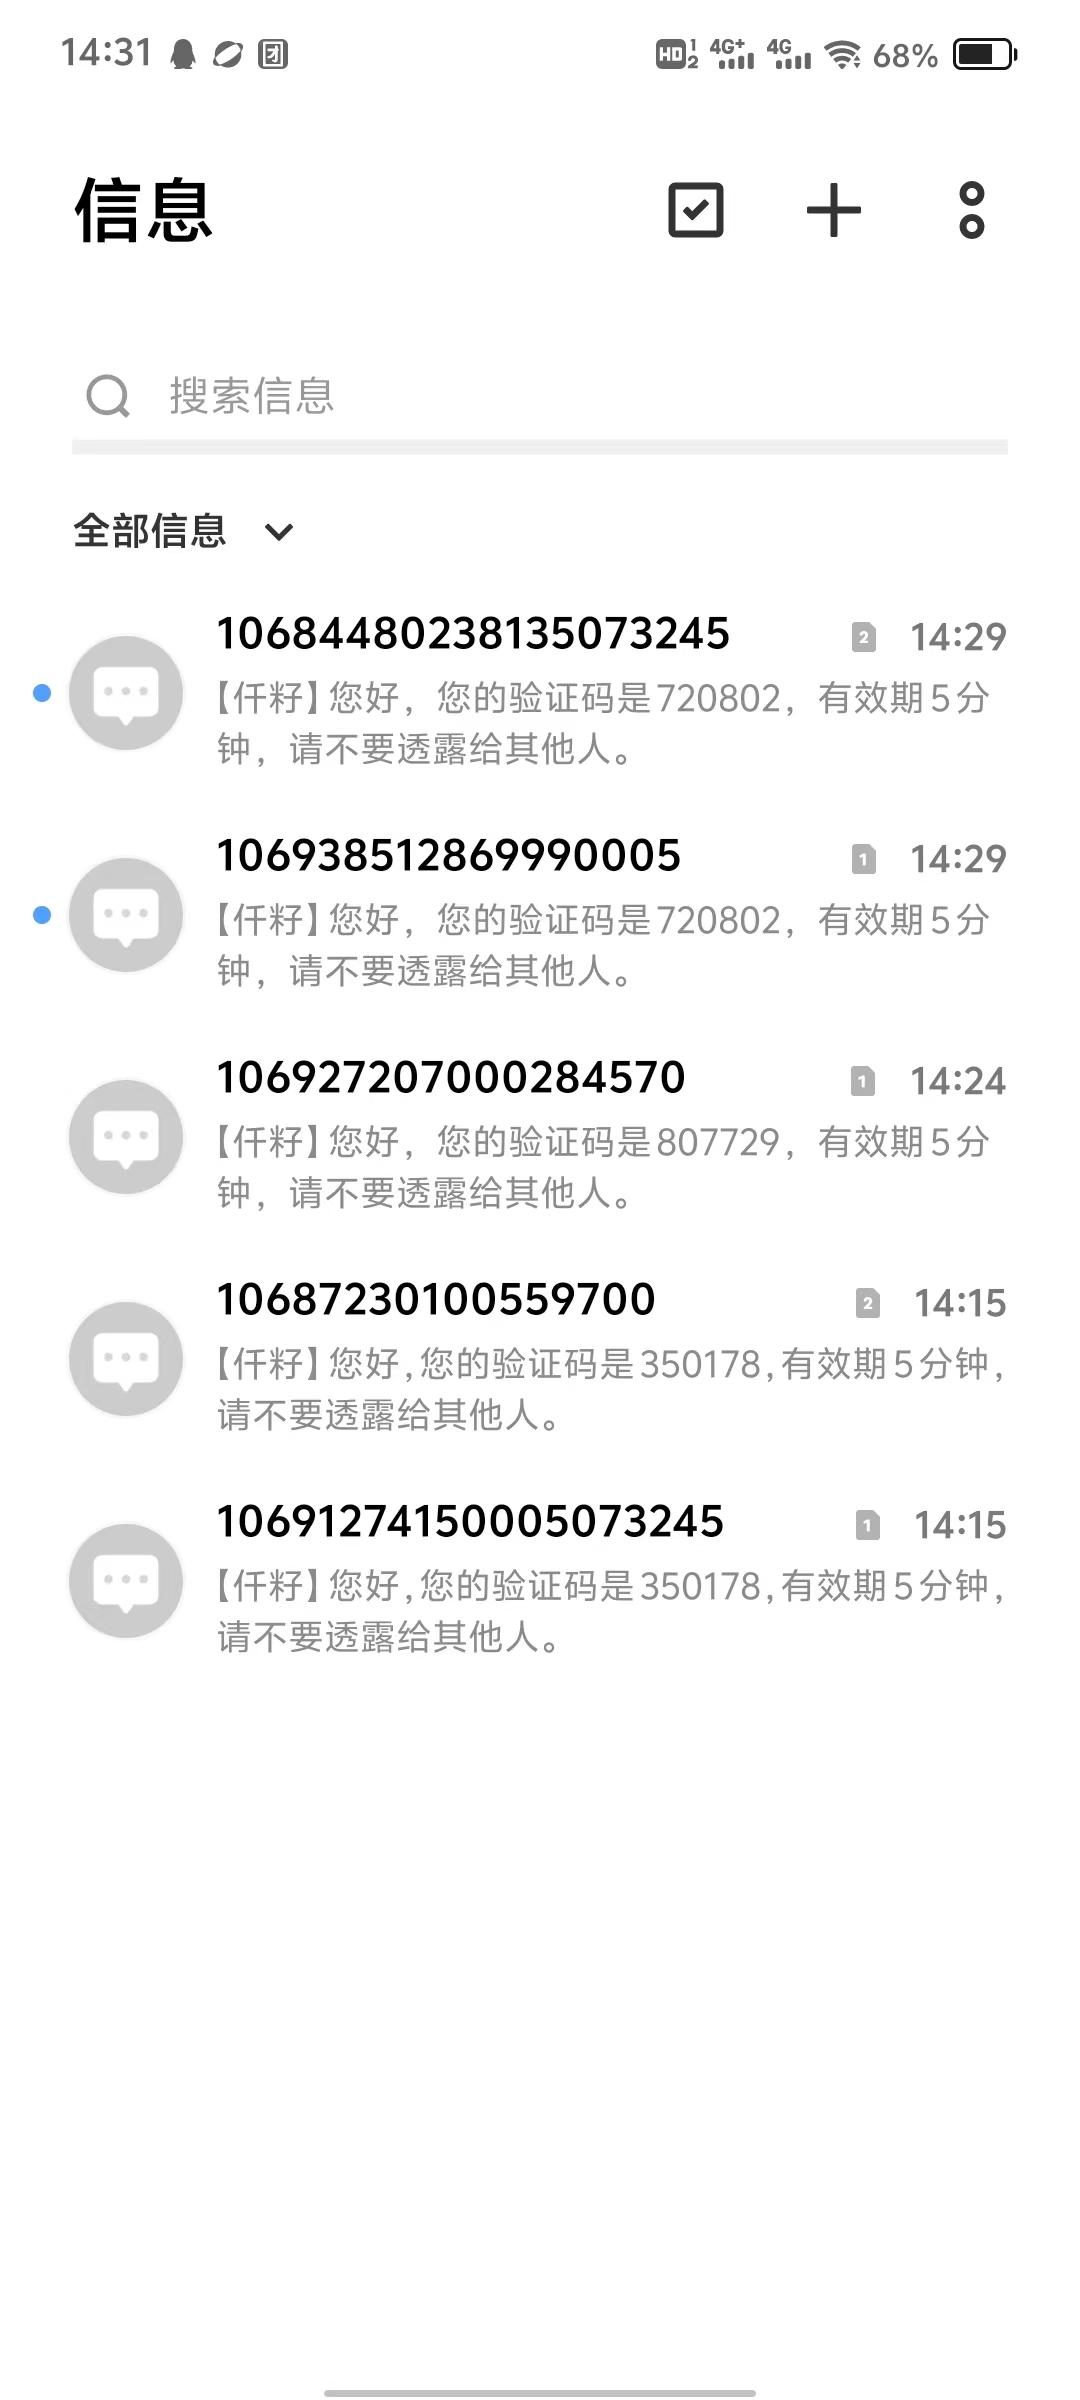 14:31
HD 1 2 4G+ 4G 68%
信息
搜索信息
全部信息
10684480238135073245 2 14:29
【仟籽】您好，您的验证码是720802，有效期5分
钟，请不要透露给其他人。
106938512869990005 1 14:29
【仟籽】您好，您的验证码是720802，有效期5分
钟，请不要透露给其他人。
106927207000284570 1 14:24
【仟籽】您好，您的验证码是807729，有效期5分
钟，请不要透露给其他人。
10687230100559700 2 14:15
【仟籽】您好,您的验证码是350178,有效期5分钟,
请不要透露给其他人。
10691274150005073245 1 14:15
【仟籽】您好,您的验证码是350178,有效期5分钟,
请不要透露给其他人。